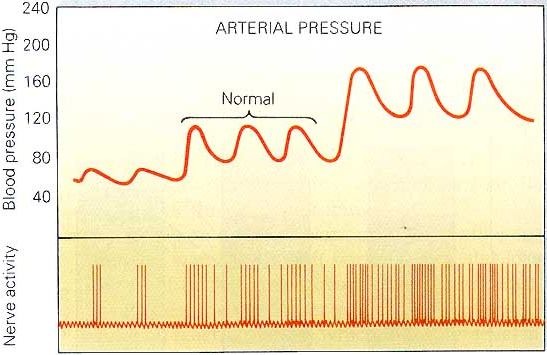 ARTERIAL PRESSURE
Normal
Blood pressure (mm Hg)
240
200
160
120
80
40
Nerve activity